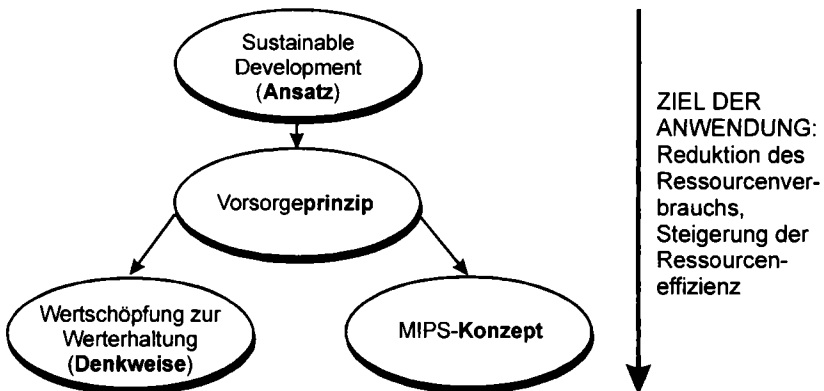 Sustainable
Development
(Ansatz)
Vorsorgeprinzip
Wertschöpfung zur
Werterhaltung
(Denkweise)
MIPS-Konzept
ZIEL DER
ANWENDUNG:
Reduktion des
Ressourcenver-
brauchs,
Steigerung der
Ressourcen-
effizienz